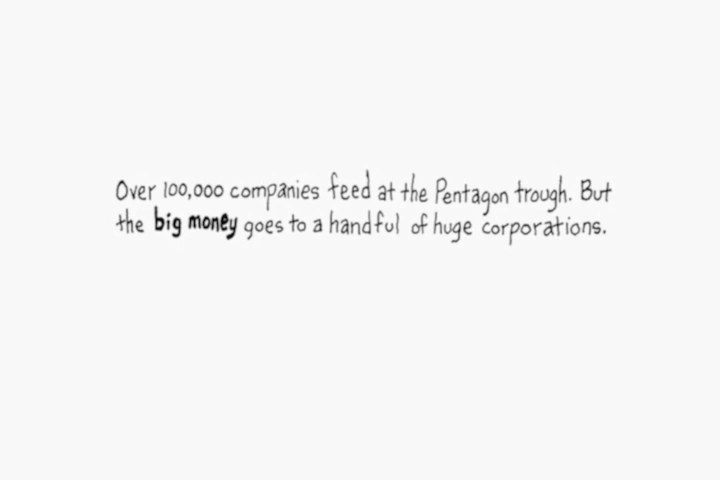 Over 100,000 companies feed at the Pentagon trough. But
the big money goes to a handful of huge corporations.